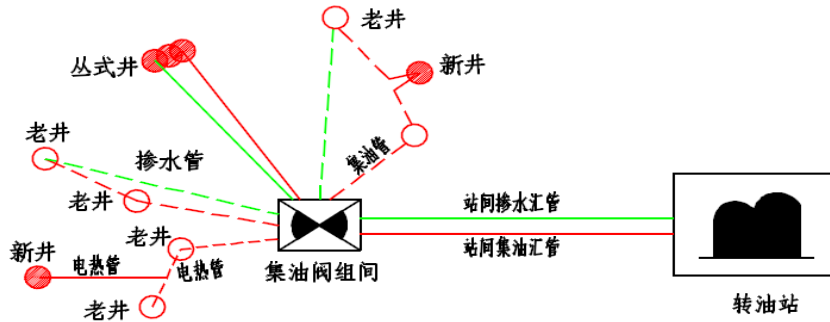 老井
丛式井
新井
老井
掺水管
集油管
老井
站间掺水汇管
老井
站间集油汇管
新井
电热管
电热管
集油阀组间
老井
转油站